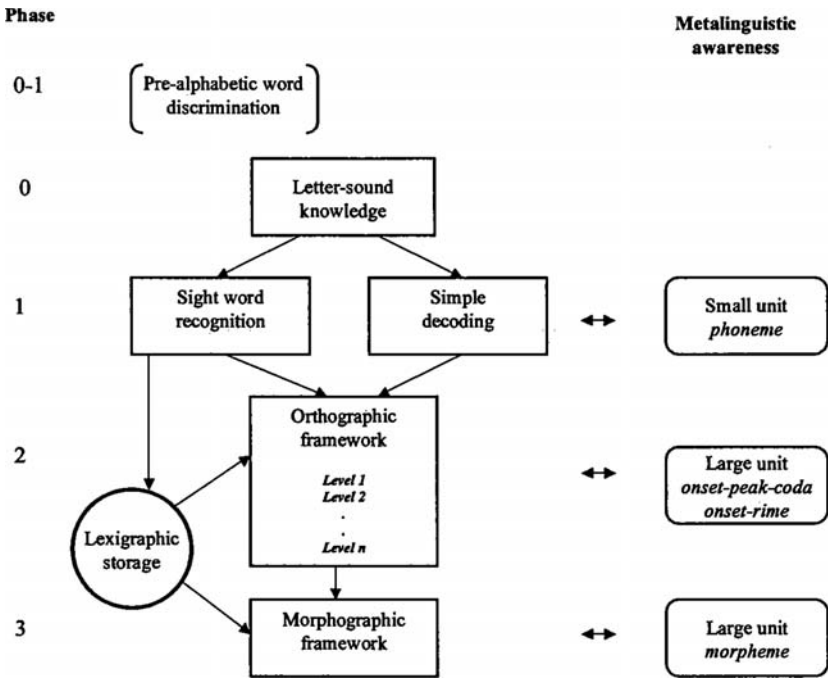 Phase
Metalinguistic
awareness
0-1
Pre-alphabetic word
discrimination
0
Letter-sound
knowledge
1
Sight word
recognition
Simple
decoding
Small unit
phoneme
2
Orthographic
framework
Level 1
Level 2
.
.
Level n
Large unit
onset-peak-coda
onset-rime
Lexigraphic
storage
3
Morphographic
framework
Large unit
morpheme